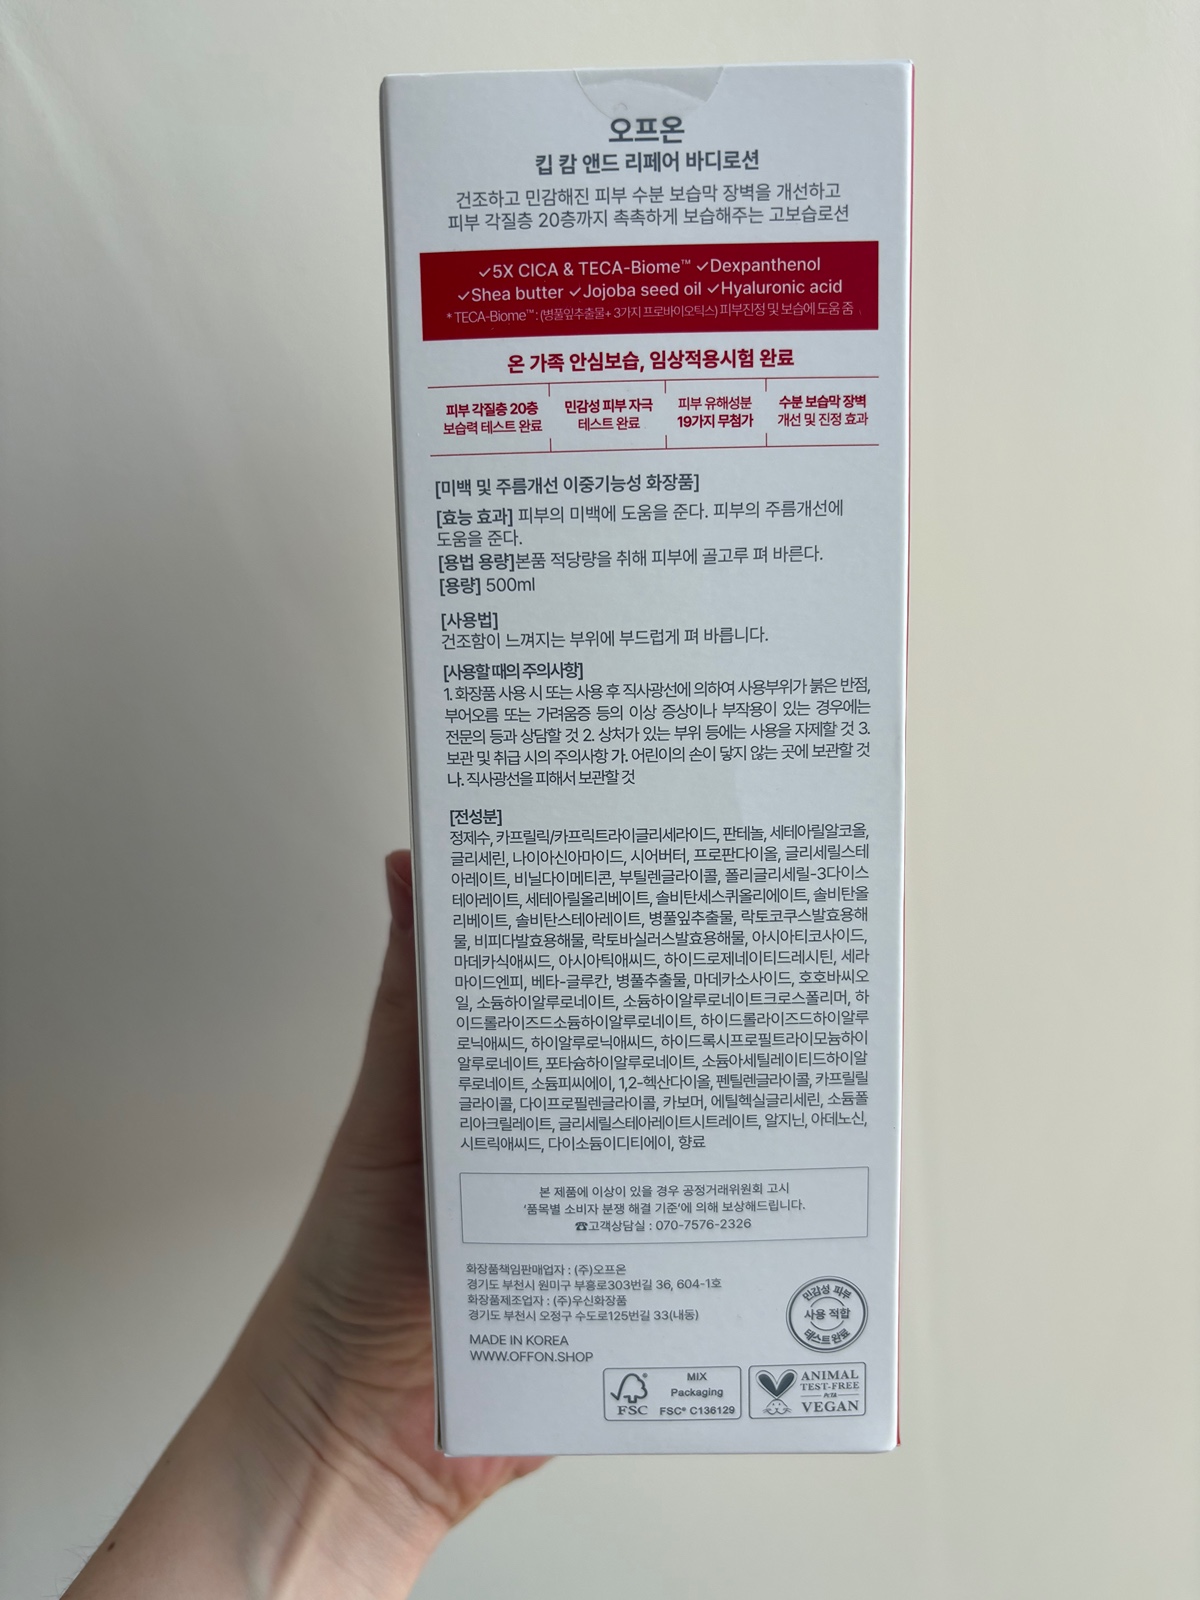 오프온
킵 캄 앤드 리페어 바디로션
건조하고 민감해진 피부 수분 보습막 장벽을 개선하고
피부 각질층 20층까지 촉촉하게 보습해주는 고보습로션
✓5X CICA & TECA-Biome™ ✓Dexpanthenol
✓Shea butter ✓Jojoba seed oil ✓Hyaluronic acid
* TECA-Biome™ : (병풀잎추출물+ 3가지 프로바이오틱스) 피부진정 및 보습에 도움 줌
온 가족 안심보습, 임상적용시험 완료
피부 각질층 20층
보습력 테스트 완료
민감성 피부 자극
테스트 완료
피부 유해성분
19가지 무첨가
수분 보습막 장벽
개선 및 진정 효과
[미백 및 주름개선 이중기능성 화장품]
[효능 효과] 피부의 미백에 도움을 준다. 피부의 주름개선에
도움을 준다.
[용법 용량]본품 적당량을 취해 피부에 골고루 펴 바른다.
[용량] 500ml
[사용법]
건조함이 느껴지는 부위에 부드럽게 펴 바릅니다.
[사용할 때의 주의사항]
1. 화장품 사용 시 또는 사용 후 직사광선에 의하여 사용부위가 붉은 반점,
부어오름 또는 가려움증 등의 이상 증상이나 부작용이 있는 경우에는
전문의 등과 상담할 것 2. 상처가 있는 부위 등에는 사용을 자제할 것 3.
보관 및 취급 시의 주의사항 가. 어린이의 손이 닿지 않는 곳에 보관할 것
나. 직사광선을 피해서 보관할 것
[전성분]
정제수, 카프릴릭/카프릭트라이글리세라이드, 판테놀, 세테아릴알코올,
글리세린, 나이아신아마이드, 시어버터, 프로판다이올, 글리세릴스테
아레이트, 비닐다이메티콘, 부틸렌글라이콜, 폴리글리세릴-3다이스
테아레이트, 세테아릴올리베이트, 솔비탄세스퀴올리에이트, 솔비탄올
리베이트, 솔비탄스테아레이트, 병풀잎추출물, 락토코쿠스발효용해
물, 비피다발효용해물, 락토바실러스발효용해물, 아시아티코사이드,
마데카식애씨드, 아시아틱애씨드, 하이드로제네이티드레시틴, 세라
마이드엔피, 베타-글루칸, 병풀추출물, 마데카소사이드, 호호바씨오
일, 소듐하이알루로네이트, 소듐하이알루로네이트크로스폴리머, 하
이드롤라이즈드소듐하이알루로네이트, 하이드롤라이즈드하이알루
로닉애씨드, 하이알루로닉애씨드, 하이드록시프로필트라이모늄하이
알루로네이트, 포타슘하이알루로네이트, 소듐아세틸레이티드하이알
루로네이트, 소듐피씨에이, 1,2-헥산다이올, 펜틸렌글라이콜, 카프릴릴
글라이콜, 다이프로필렌글라이콜, 카보머, 에틸헥실글리세린, 소듐폴
리아크릴레이트, 글리세릴스테아레이트시트레이트, 알지닌, 아데노신,
시트릭애씨드, 다이소듐이디티에이, 향료
본 제품에 이상이 있을 경우 공정거래위원회 고시
'품목별 소비자 분쟁 해결 기준'에 의해 보상해드립니다.
☎고객상담실 : 070-7576-2326
화장품책임판매업자 : (주)오프온
경기도 부천시 원미구 부흥로303번길 36, 604-1호
화장품제조업자 : (주)우신화장품
경기도 부천시 오정구 수도로125번길 33(내동)
MADE IN KOREA
WWW.OFFON.SHOP
민감성 피부
사용 적합
테스트 완료
FSC
MIX
Packaging
FSC® C136129
ANIMAL
TEST-FREE
PETA
VEGAN